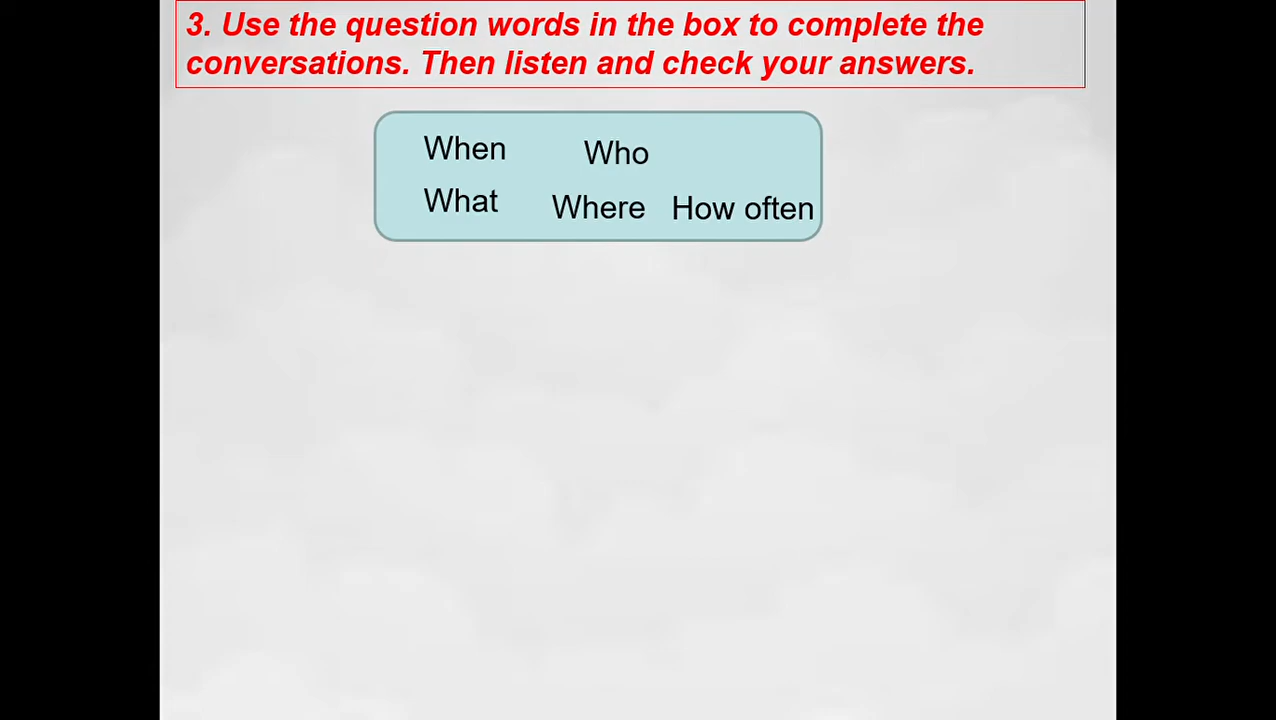 3. Use the question words in the box to complete the
conversations. Then listen and check your answers.
When Who
What Where How often